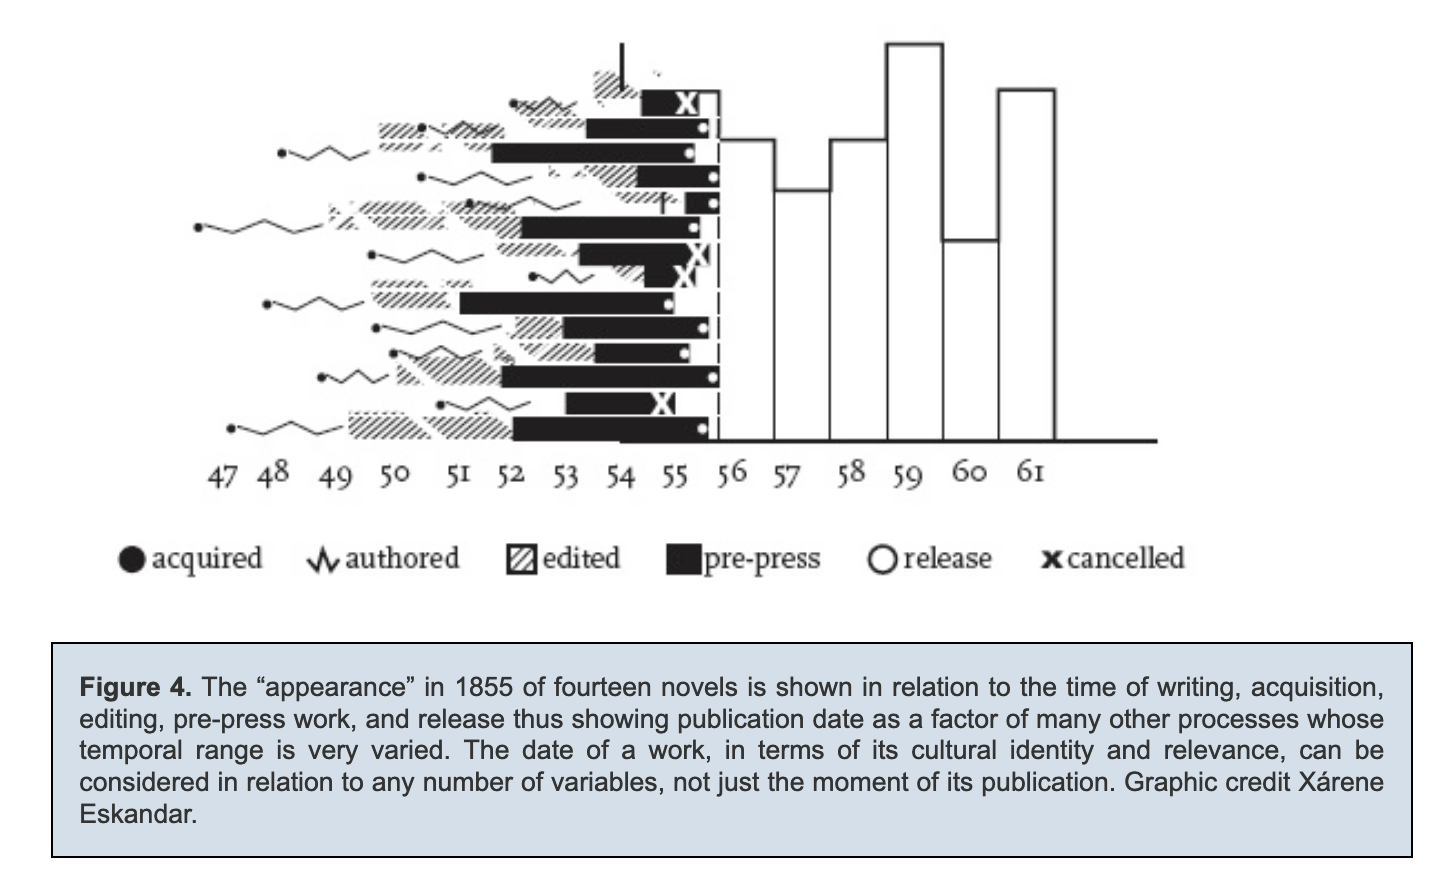 47 48 49 50 51 52 53 54 55 56 57 58 59 60 61
acquired authored edited pre-press release x cancelled
Figure 4. The “appearance” in 1855 of fourteen novels is shown in relation to the time of writing, acquisition,
editing, pre-press work, and release thus showing publication date as a factor of many other processes whose
temporal range is very varied. The date of a work, in terms of its cultural identity and relevance, can be
considered in relation to any number of variables, not just the moment of its publication. Graphic credit Xárene
Eskandar.